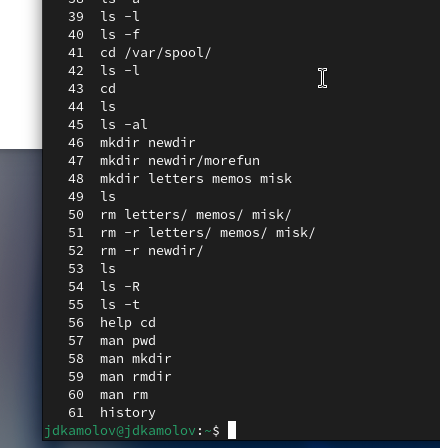 38 ls -a
39 ls -l
40 ls -f
41 cd /var/spool/
42 ls -l
43 cd
44 ls
45 ls -al
46 mkdir newdir
47 mkdir newdir/morefun
48 mkdir letters memos misk
49 ls
50 rm letters/ memos/ misk/
51 rm -r letters/ memos/ misk/
52 rm -r newdir/
53 ls
54 ls -R
55 ls -t
56 help cd
57 man pwd
58 man mkdir
59 man rmdir
60 man rm
61 history
jdkamolov@jdkamolov:~$